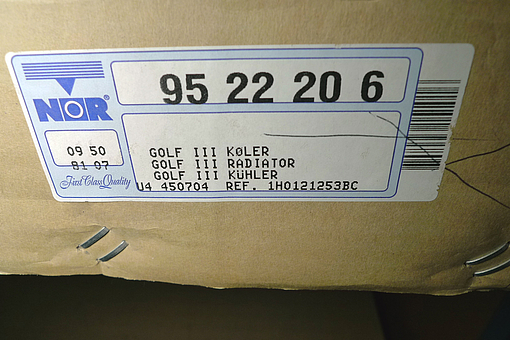 95 22 20 6
NOR
09 50
81 07
First Class Quality
GOLF III KØLER
GOLF III RADIATOR
GOLF III KÜHLER
U4 450704 REF. 1H0121253BC